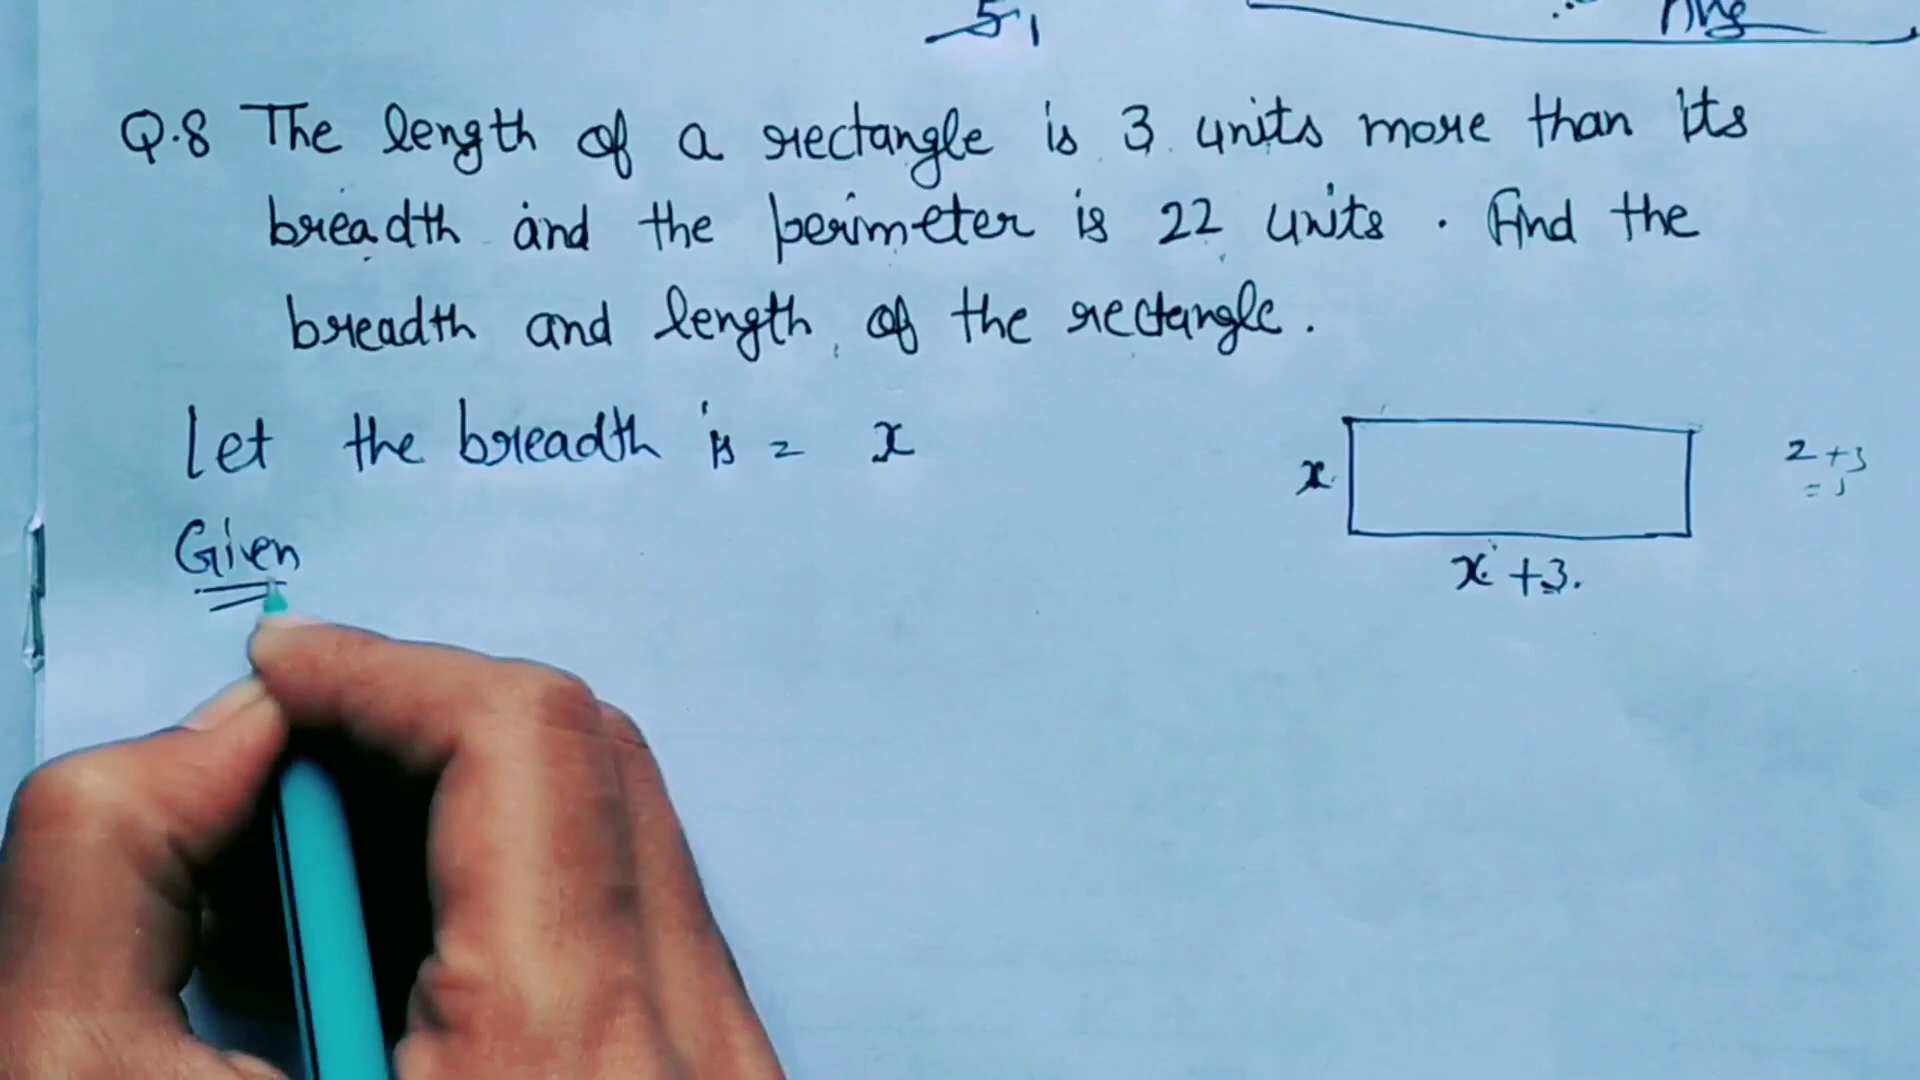 5,
Q.8 The length of a rectangle is 3 units more than its
breadth and the perimeter is 22 units. Find the
breadth and length of the rectangle.
Let the breadth is = x
x
2+3
Given
x+3.